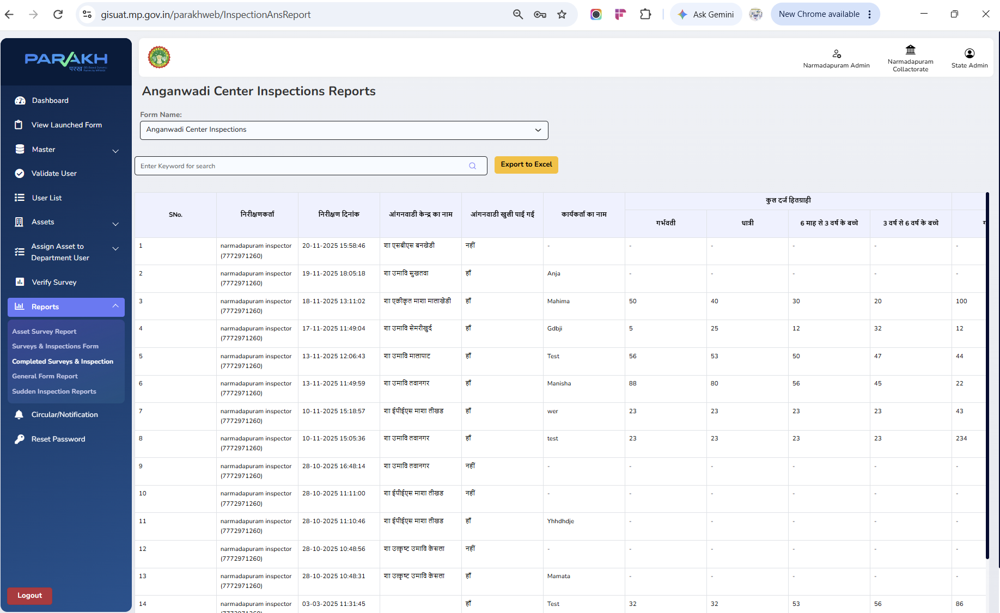 gisuat.mp.gov.in/parakhweb/InspectionAnsReport
Ask Gemini
New Chrome available
PARAKH
परख
Narmadapuram Admin
Narmadapuram
Collactorate
State Admin
Dashboard
View Launched Form
Master
Validate User
User List
Assets
Assign Asset to
Department User
Verify Survey
Reports
Asset Survey Report
Surveys & Inspections Form
Completed Surveys & Inspection
General Form Report
Sudden Inspection Reports
Circular/Notification
Reset Password
Logout
Anganwadi Center Inspections Reports
Form Name:
Anganwadi Center Inspections
Enter Keyword for search
Export to Excel
कुल दर्ज हितग्राही
SNo. निरीक्षणकर्ता निरीक्षण दिनांक आंगनवाडी केन्द्र का नाम आंगनवाडी खुली पाई गई कार्यकर्ता का नाम गर्भवती धात्री 6 माह से 3 वर्ष के बच्चे 3 वर्ष से 6 वर्ष के बच्चे
1 narmadapuram inspector 20-11-2025 15:58:46 शा एसबीएस बनखेडी नहीं - - - - - -
(7772971260)
2 narmadapuram inspector 19-11-2025 18:05:18 शा उमावि सुखतवा हाँ Anja - - - - -
(7772971260)
3 narmadapuram inspector 18-11-2025 13:11:02 शा एकीकृत माशा मालाखेडी हाँ Mahima 50 40 30 20 100
(7772971260)
4 narmadapuram inspector 17-11-2025 11:49:04 शा उमावि सेमरीखुर्द हाँ Gdbji 5 25 12 32 12
(7772971260)
5 narmadapuram inspector 13-11-2025 12:06:43 शा उमावि मालापाट हाँ Test 56 53 50 47 44
(7772971260)
6 narmadapuram inspector 13-11-2025 11:49:59 शा उमावि तवानगर हाँ Manisha 88 80 56 45 22
(7772971260)
7 narmadapuram inspector 10-11-2025 15:18:57 शा ईपीईएस माशा तीखड हाँ wer 23 23 23 23 43
(7772971260)
8 narmadapuram inspector 10-11-2025 15:05:36 शा उमावि तवानगर हाँ test 23 23 23 23 234
(7772971260)
9 narmadapuram inspector 28-10-2025 16:48:14 शा उमावि तवानगर नहीं - - - - - -
(7772971260)
10 narmadapuram inspector 28-10-2025 11:11:00 शा ईपीईएस माशा तीखड नहीं - - - - - -
(7772971260)
11 narmadapuram inspector 28-10-2025 11:10:46 शा ईपीईएस माशा तीखड हाँ Yhhdhdje - - - - -
(7772971260)
12 narmadapuram inspector 28-10-2025 10:48:56 शा उत्कृष्ट उमावि केसला नहीं - - - - - -
(7772971260)
13 narmadapuram inspector 28-10-2025 10:48:31 शा उत्कृष्ट उमावि केसला हाँ Mamata - - - - -
(7772971260)
14 narmadapuram inspector 03-03-2025 11:31:45 हाँ Test 32 32 53 56 86